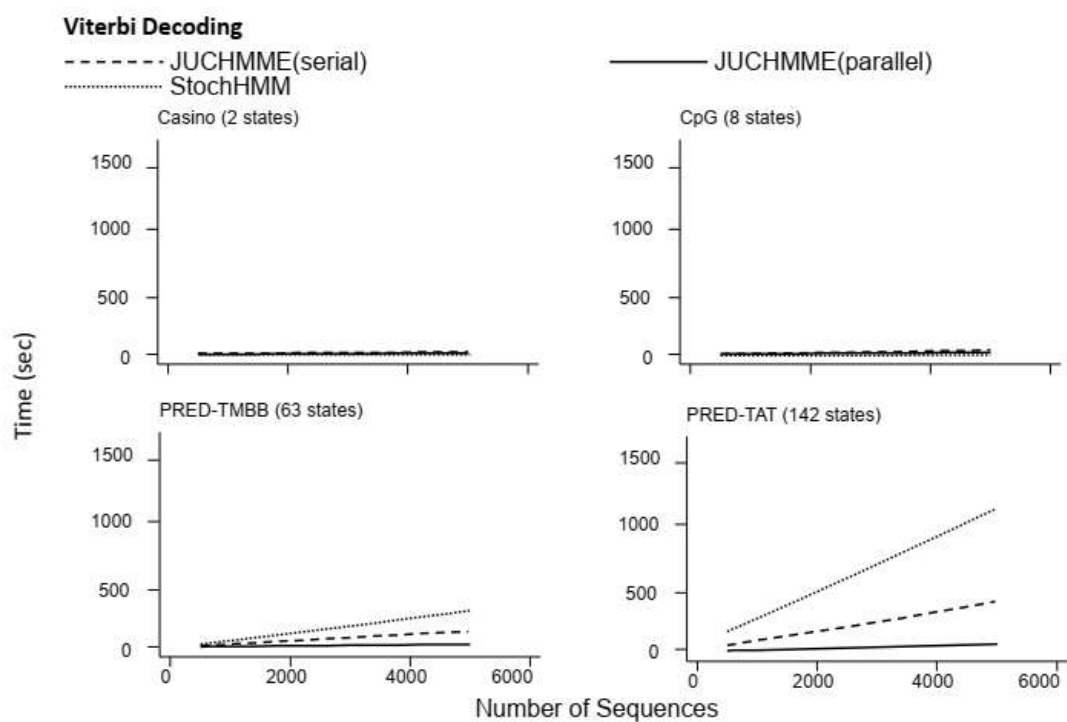 Viterbi Decoding
JUCHMME(serial)
JUCHMME(parallel)
StochHMM
Casino (2 states)
CpG (8 states)
1500
1000
500
0
1500
1000
500
0
Time (sec)
PRED-TMBB (63 states)
PRED-TAT (142 states)
1500
1000
500
0
1500
1000
500
0
0 2000 4000 6000
0 2000 4000 6000
Number of Sequences